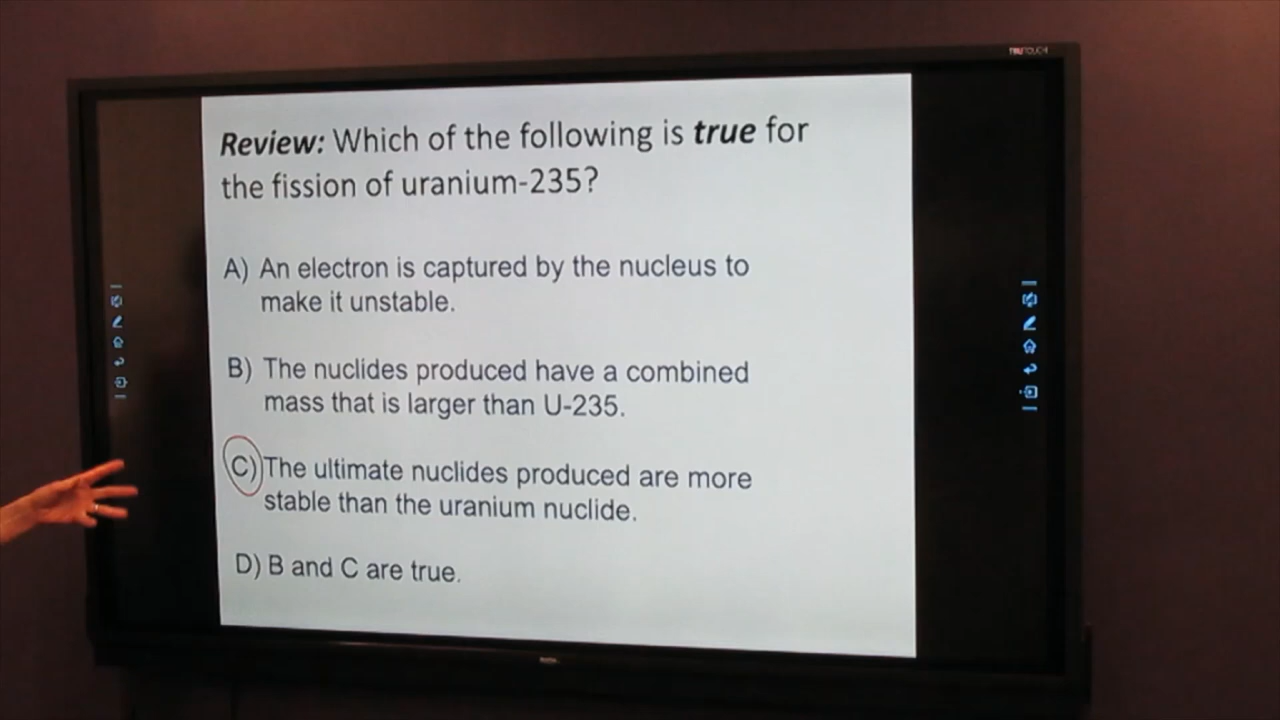 TRUTOUCH
Review: Which of the following is true for
the fission of uranium-235?
A) An electron is captured by the nucleus to
make it unstable.
B) The nuclides produced have a combined
mass that is larger than U-235.
C) The ultimate nuclides produced are more
stable than the uranium nuclide.
D) B and C are true.